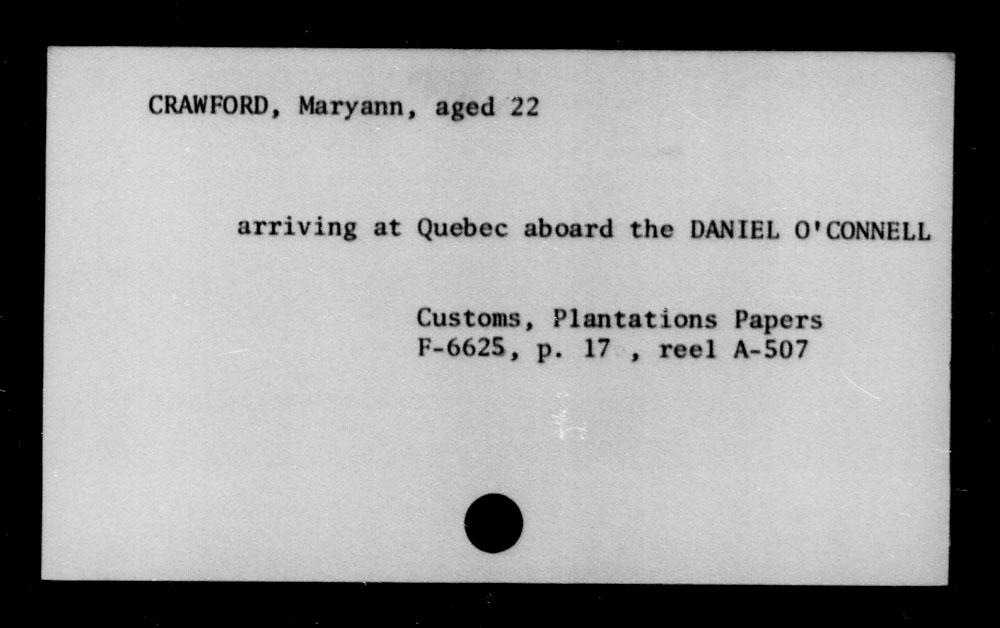 CRAWFORD, Maryann, aged 22
arriving at Quebec aboard the DANIEL O'CONNELL
Customs, Plantations Papers
F-6625, p. 17 , reel A-507